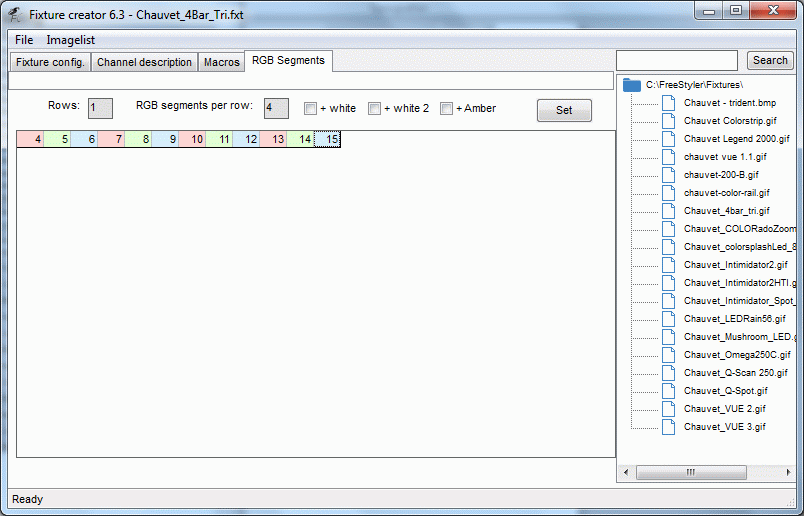 Fixture creator 6.3 - Chauvet_4Bar_Tri.fxt
File Imagelist
Fixture config. Channel description Macros RGB Segments
Search
Rows: 1 RGB segments per row: 4 + white + white 2 + Amber Set
4 5 6 7 8 9 10 11 12 13 14 15
C:\FreeStyler\Fixtures\
Chauvet - trident.bmp
Chauvet Colorstrip.gif
Chauvet Legend 2000.gif
chauvet vue 1.1.gif
chauvet-200-B.gif
chauvet-color-rail.gif
Chauvet_4bar_tri.gif
Chauvet_COLORadoZoom
Chauvet_colorsplashLed_8
Chauvet_Intimidator2.gif
Chauvet_Intimidator2HTI.g
Chauvet_Intimidator_Spot_
Chauvet_LEDRain56.gif
Chauvet_Mushroom_LED.g
Chauvet_Omega250C.gif
Chauvet_Q-Scan 250.gif
Chauvet_Q-Spot.gif
Chauvet_VUE 2.gif
Chauvet_VUE 3.gif
Ready